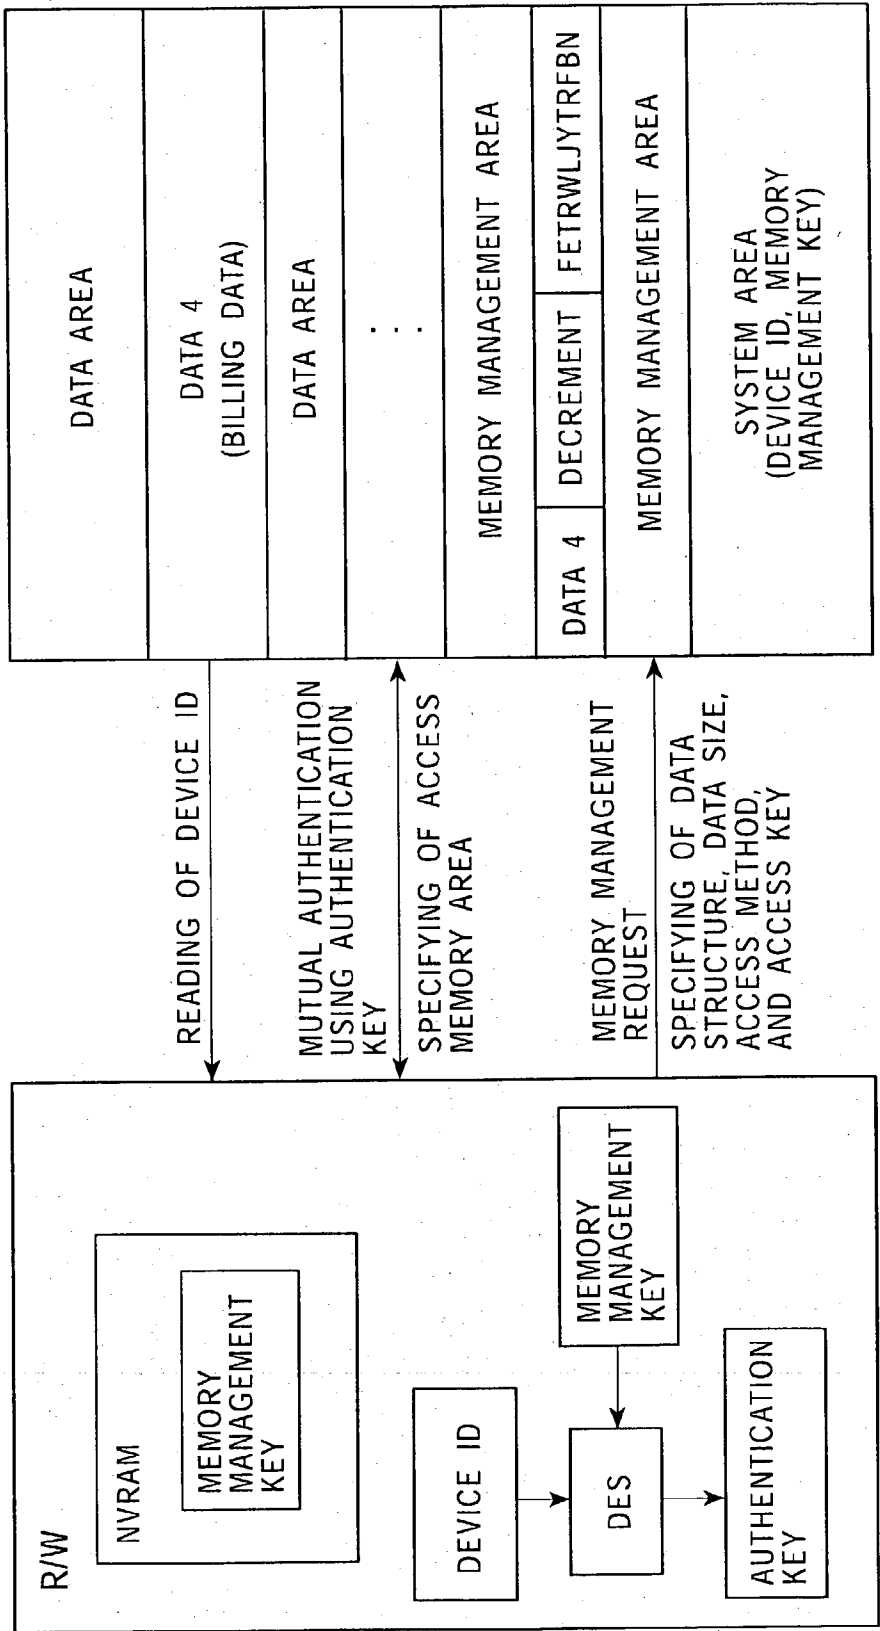 R/W
NVRAM
MEMORY
MANAGEMENT
KEY
DEVICE ID
DES
MEMORY
MANAGEMENT
KEY
AUTHENTICATION
KEY
READING OF DEVICE ID
MUTUAL AUTHENTICATION
USING AUTHENTICATION
KEY
SPECIFYING OF ACCESS
MEMORY AREA
MEMORY MANAGEMENT
REQUEST
SPECIFYING OF DATA
STRUCTURE, DATA SIZE,
ACCESS METHOD,
AND ACCESS KEY
DATA AREA
DATA 4
(BILLING DATA)
DATA AREA
. . .
MEMORY MANAGEMENT AREA
DATA 4 DECREMENT FETRWLJYTRFBN
MEMORY MANAGEMENT AREA
SYSTEM AREA
(DEVICE ID, MEMORY
MANAGEMENT KEY)